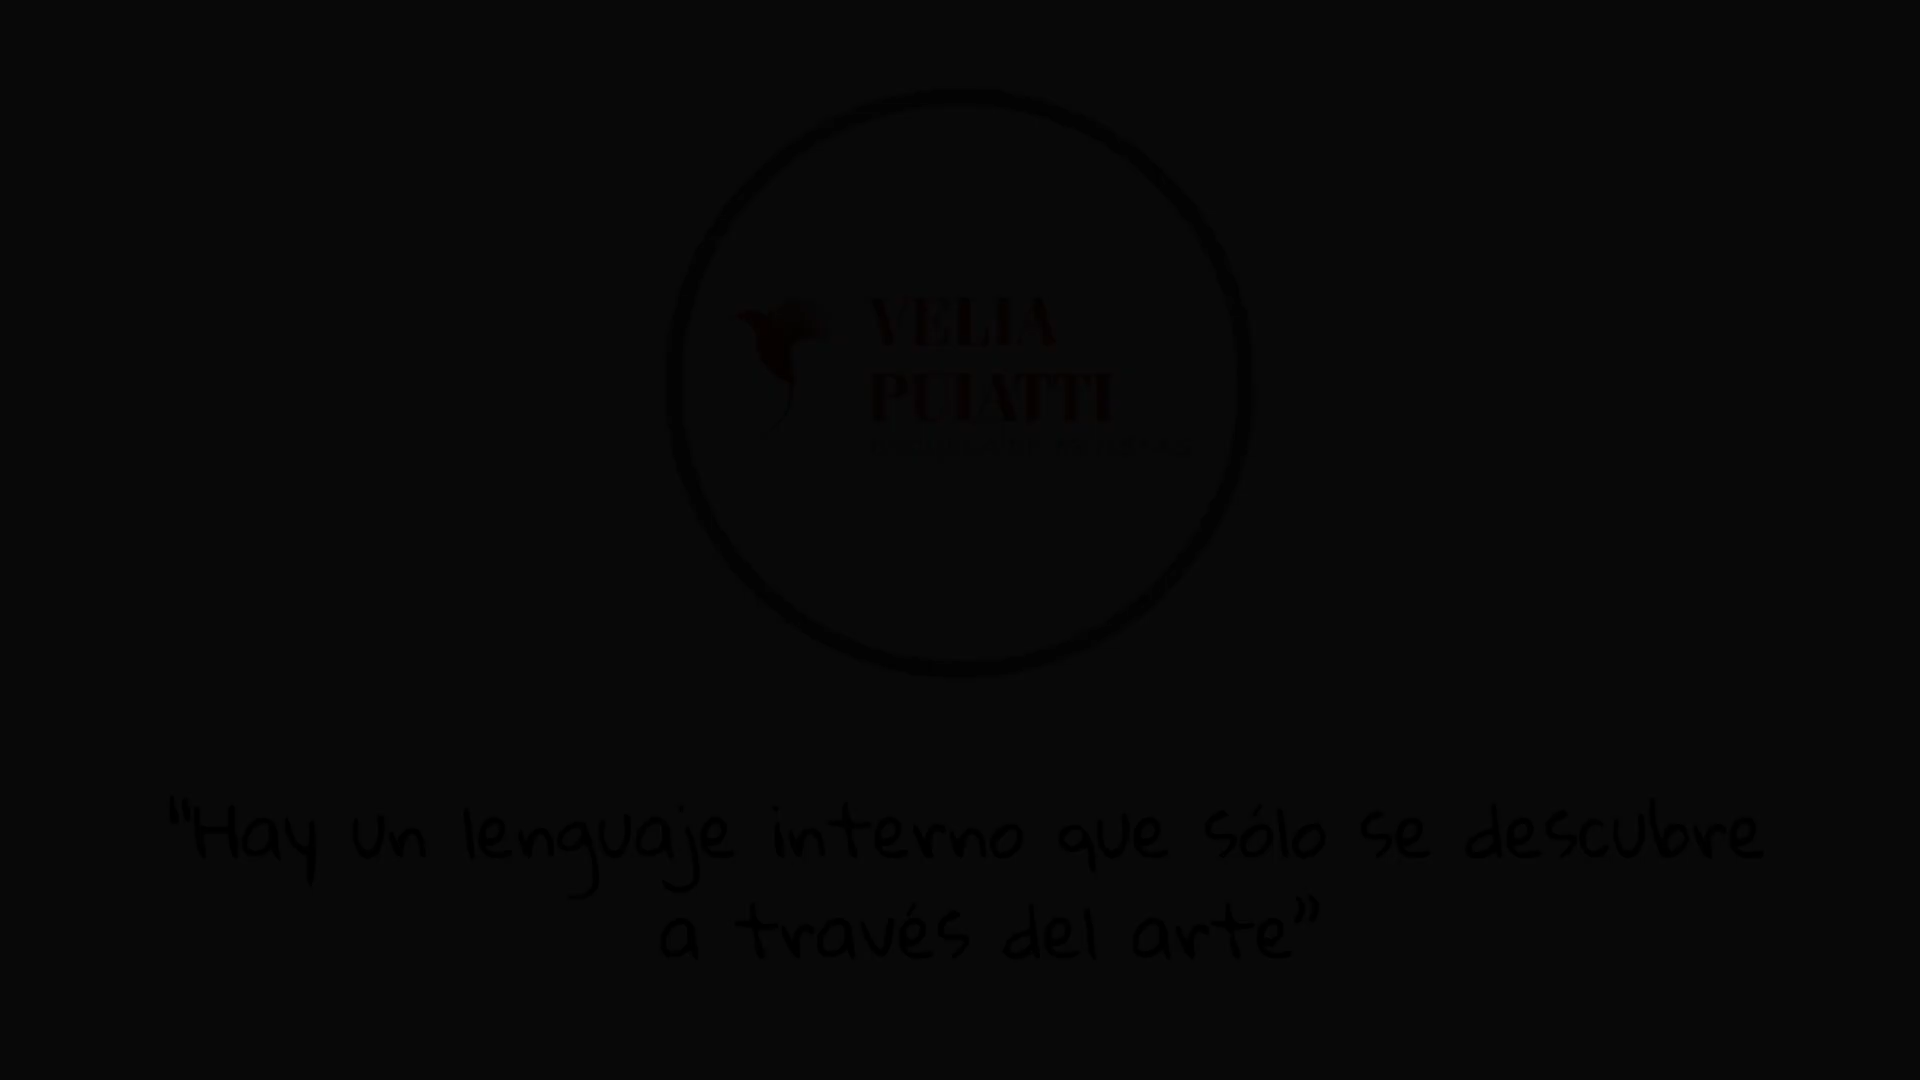 VELIA
PUIATTI
“Hay un lenguaje interno que sólo se descubre
a través del arte”